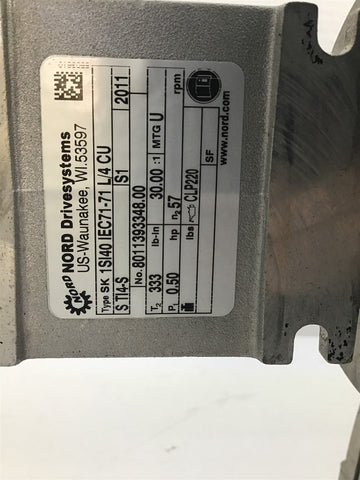 NORD
NORD Drivesystems
US-Waunakee, WI.53597
Type SK 1SI40 IEC71-71 L/4 CU
S TI4-S S1 2011
No. 80113933348.00
T₂ 333 lb-in 30.00 :1 MTG U
P₁ 0.50 hp n₂ 57 rpm
lbs CLP220
SF
www.nord.com